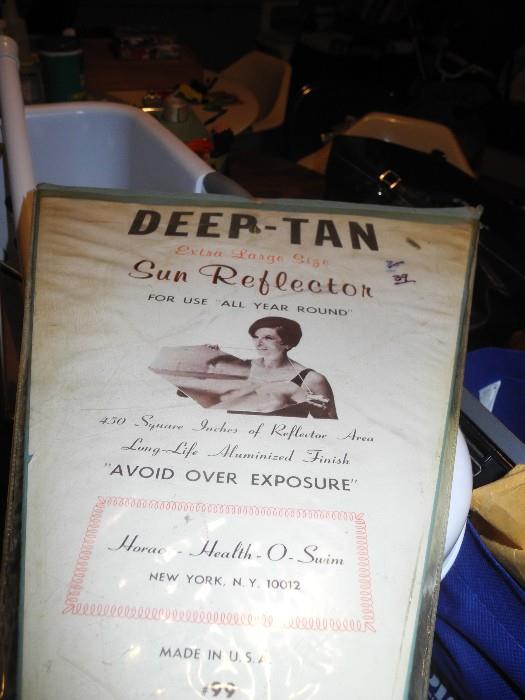 DEEP-TAN
Extra Large Size
Sun Reflector
FOR USE "ALL YEAR ROUND"
450 Square Inches of Reflector Area
Long-Life Aluminized Finish
"AVOID OVER EXPOSURE"
Health-O-Swim
NEW YORK, N.Y. 10012
MADE IN U.S.A.
#99